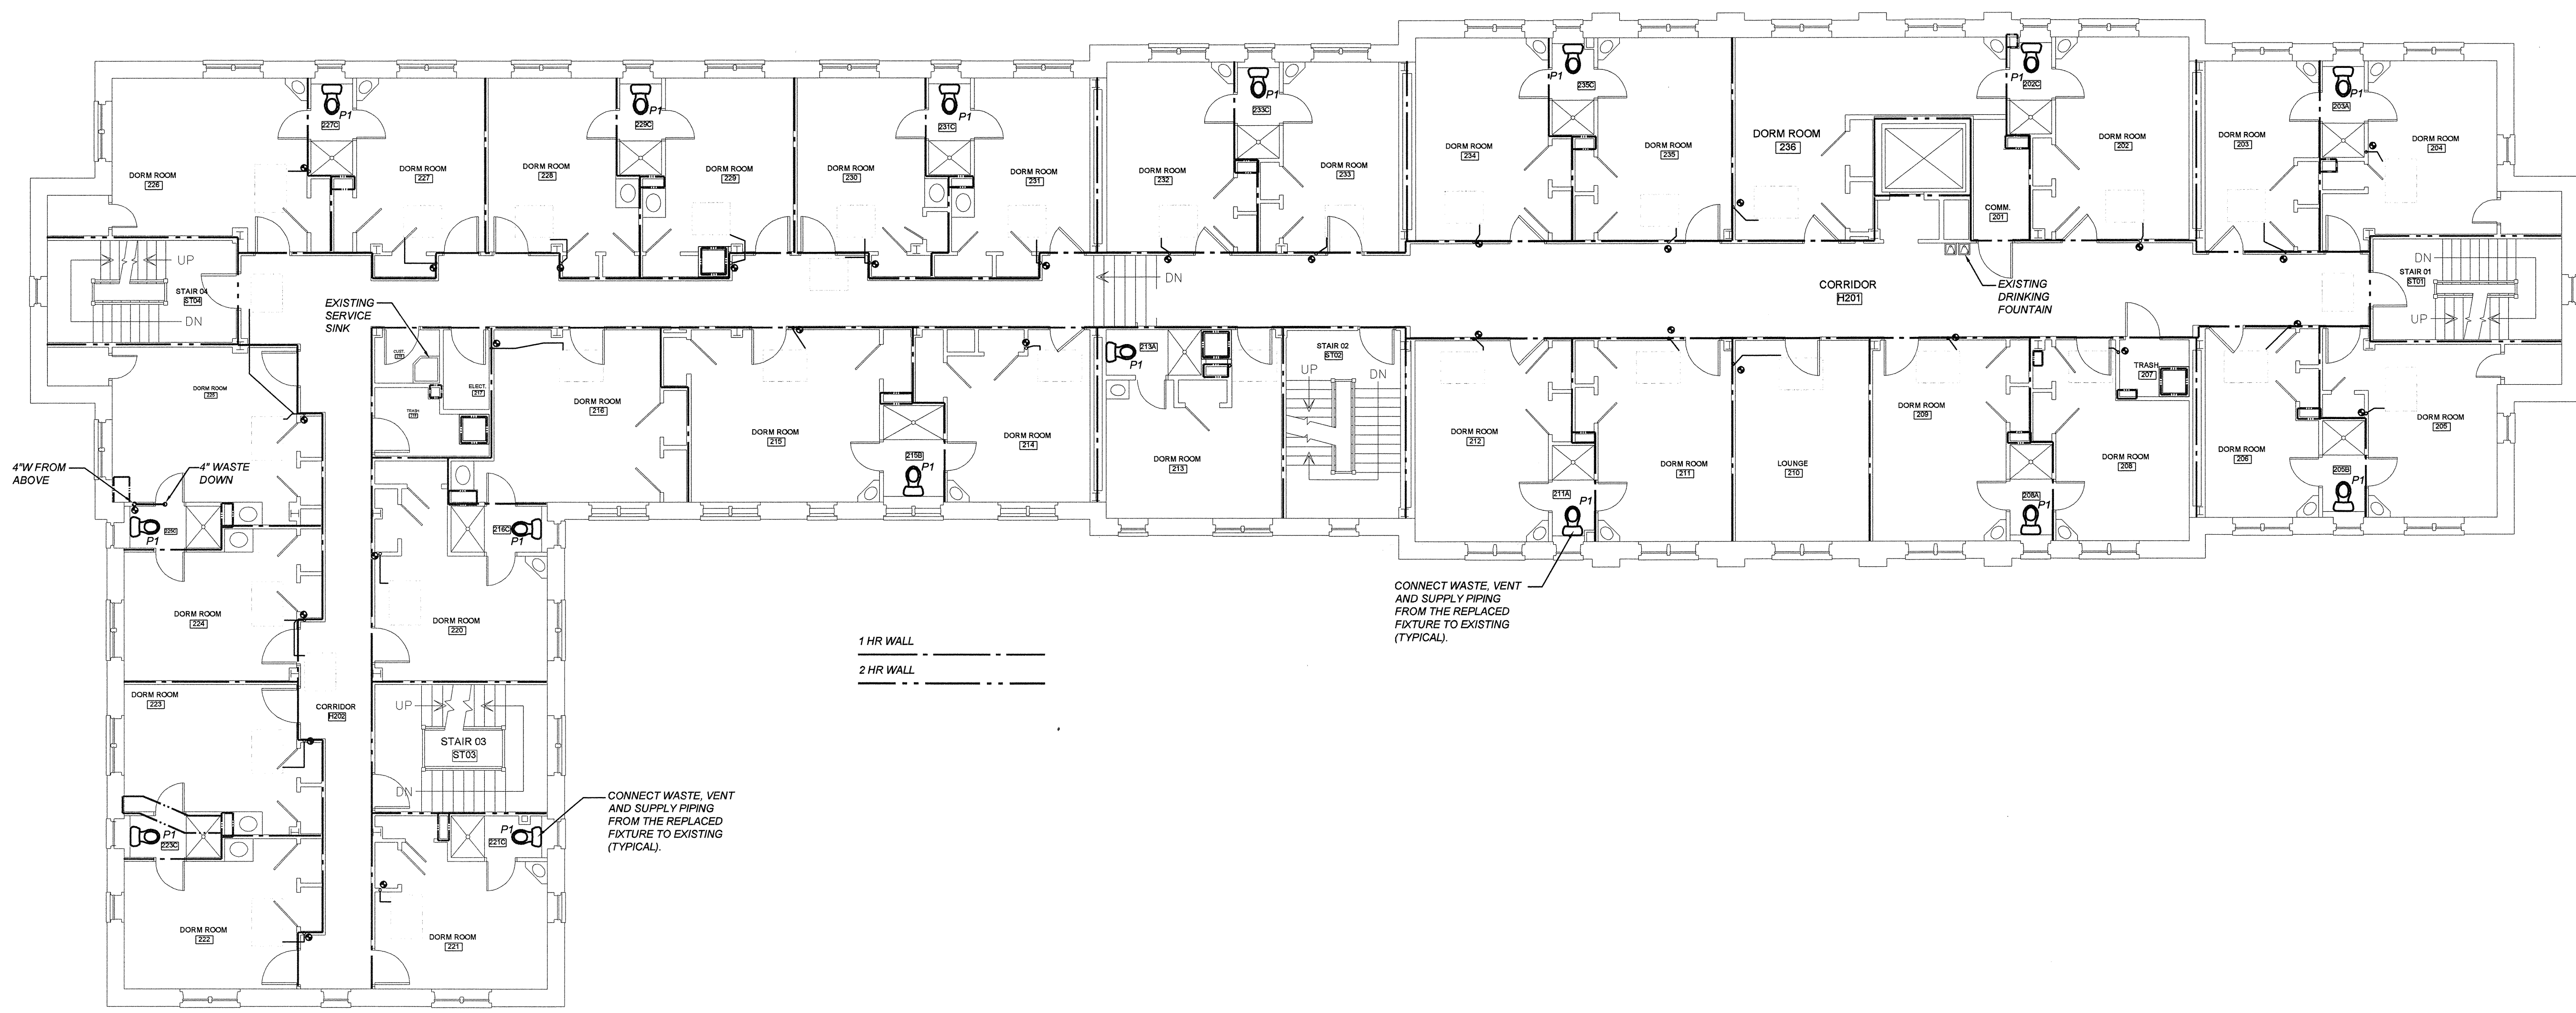 P1
235C
P1
202C
P1
227C
P1
229C
P1
231C
P1
233C
P1
203A
DORM ROOM
226
DORM ROOM
227
DORM ROOM
228
DORM ROOM
229
DORM ROOM
230
DORM ROOM
231
DORM ROOM
232
DORM ROOM
233
DORM ROOM
234
DORM ROOM
235
DORM ROOM
236
COMM.
201
DORM ROOM
202
DORM ROOM
203
DORM ROOM
204
UP
STAIR 04
ST04
DN
DN
CORRIDOR
H201
EXISTING
DRINKING
FOUNTAIN
DN
STAIR 01
ST01
UP
EXISTING
SERVICE
SINK
CUST.
ELECT.
217
TRASH
DORM ROOM
225
DORM ROOM
216
DORM ROOM
215
215B
P1
DORM ROOM
214
213A
P1
DORM ROOM
213
STAIR 02
ST02
UP
DN
DORM ROOM
212
211A
P1
DORM ROOM
211
LOUNGE
210
DORM ROOM
209
208A
P1
DORM ROOM
208
TRASH
207
DORM ROOM
206
205B
P1
DORM ROOM
205
4"W FROM
ABOVE
4" WASTE
DOWN
P1
225C
216C
P1
DORM ROOM
224
DORM ROOM
220
CONNECT WASTE, VENT
AND SUPPLY PIPING
FROM THE REPLACED
FIXTURE TO EXISTING
(TYPICAL).
1 HR WALL
2 HR WALL
DORM ROOM
223
CORRIDOR
H202
UP
STAIR 03
ST03
DN
CONNECT WASTE, VENT
AND SUPPLY PIPING
FROM THE REPLACED
FIXTURE TO EXISTING
(TYPICAL).
P1
223C
P1
221C
DORM ROOM
222
DORM ROOM
221